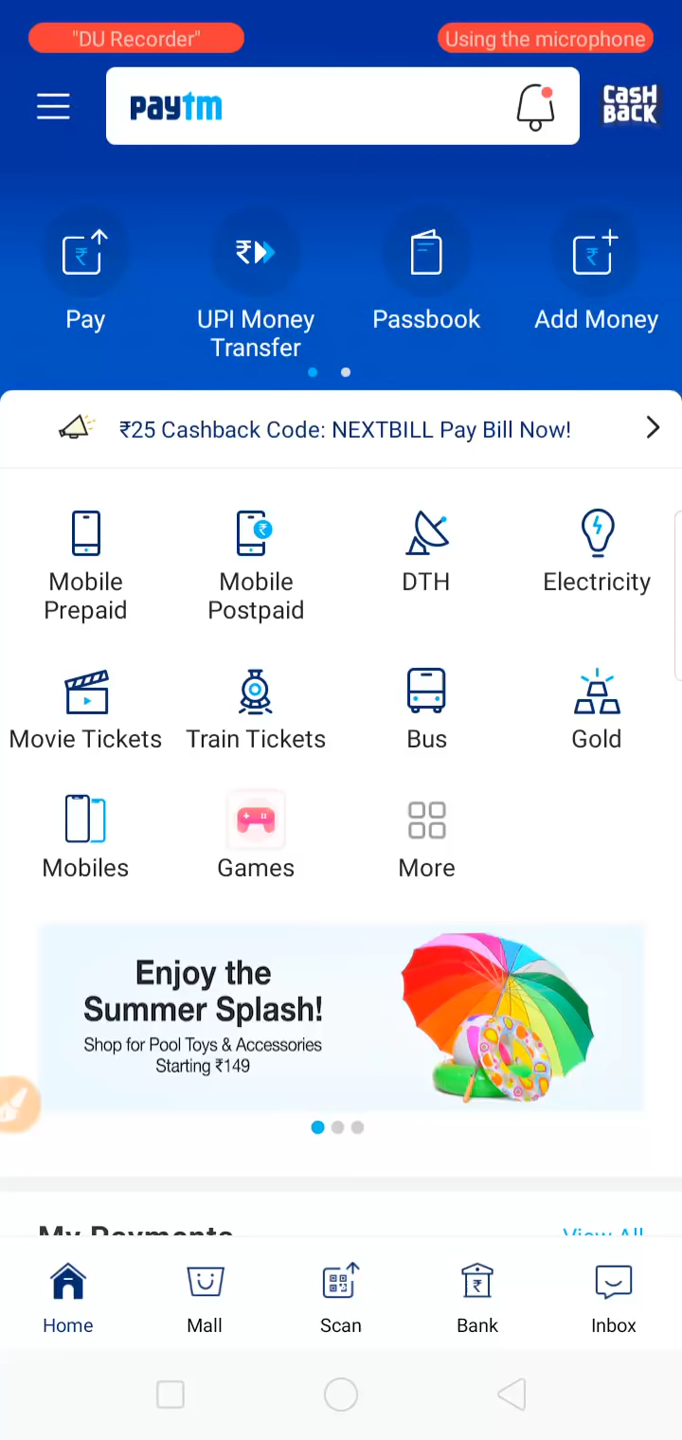 "DU Recorder"
Using the microphone
paytm
CASH
BACK
Pay
UPI Money
Transfer
Passbook
Add Money
₹25 Cashback Code: NEXTBILL Pay Bill Now!
Mobile
Prepaid
Mobile
Postpaid
DTH
Electricity
Movie Tickets
Train Tickets
Bus
Gold
Mobiles
Games
More
Enjoy the
Summer Splash!
Shop for Pool Toys & Accessories
Starting ₹149
My Payments
View All
Home
Mall
Scan
Bank
Inbox